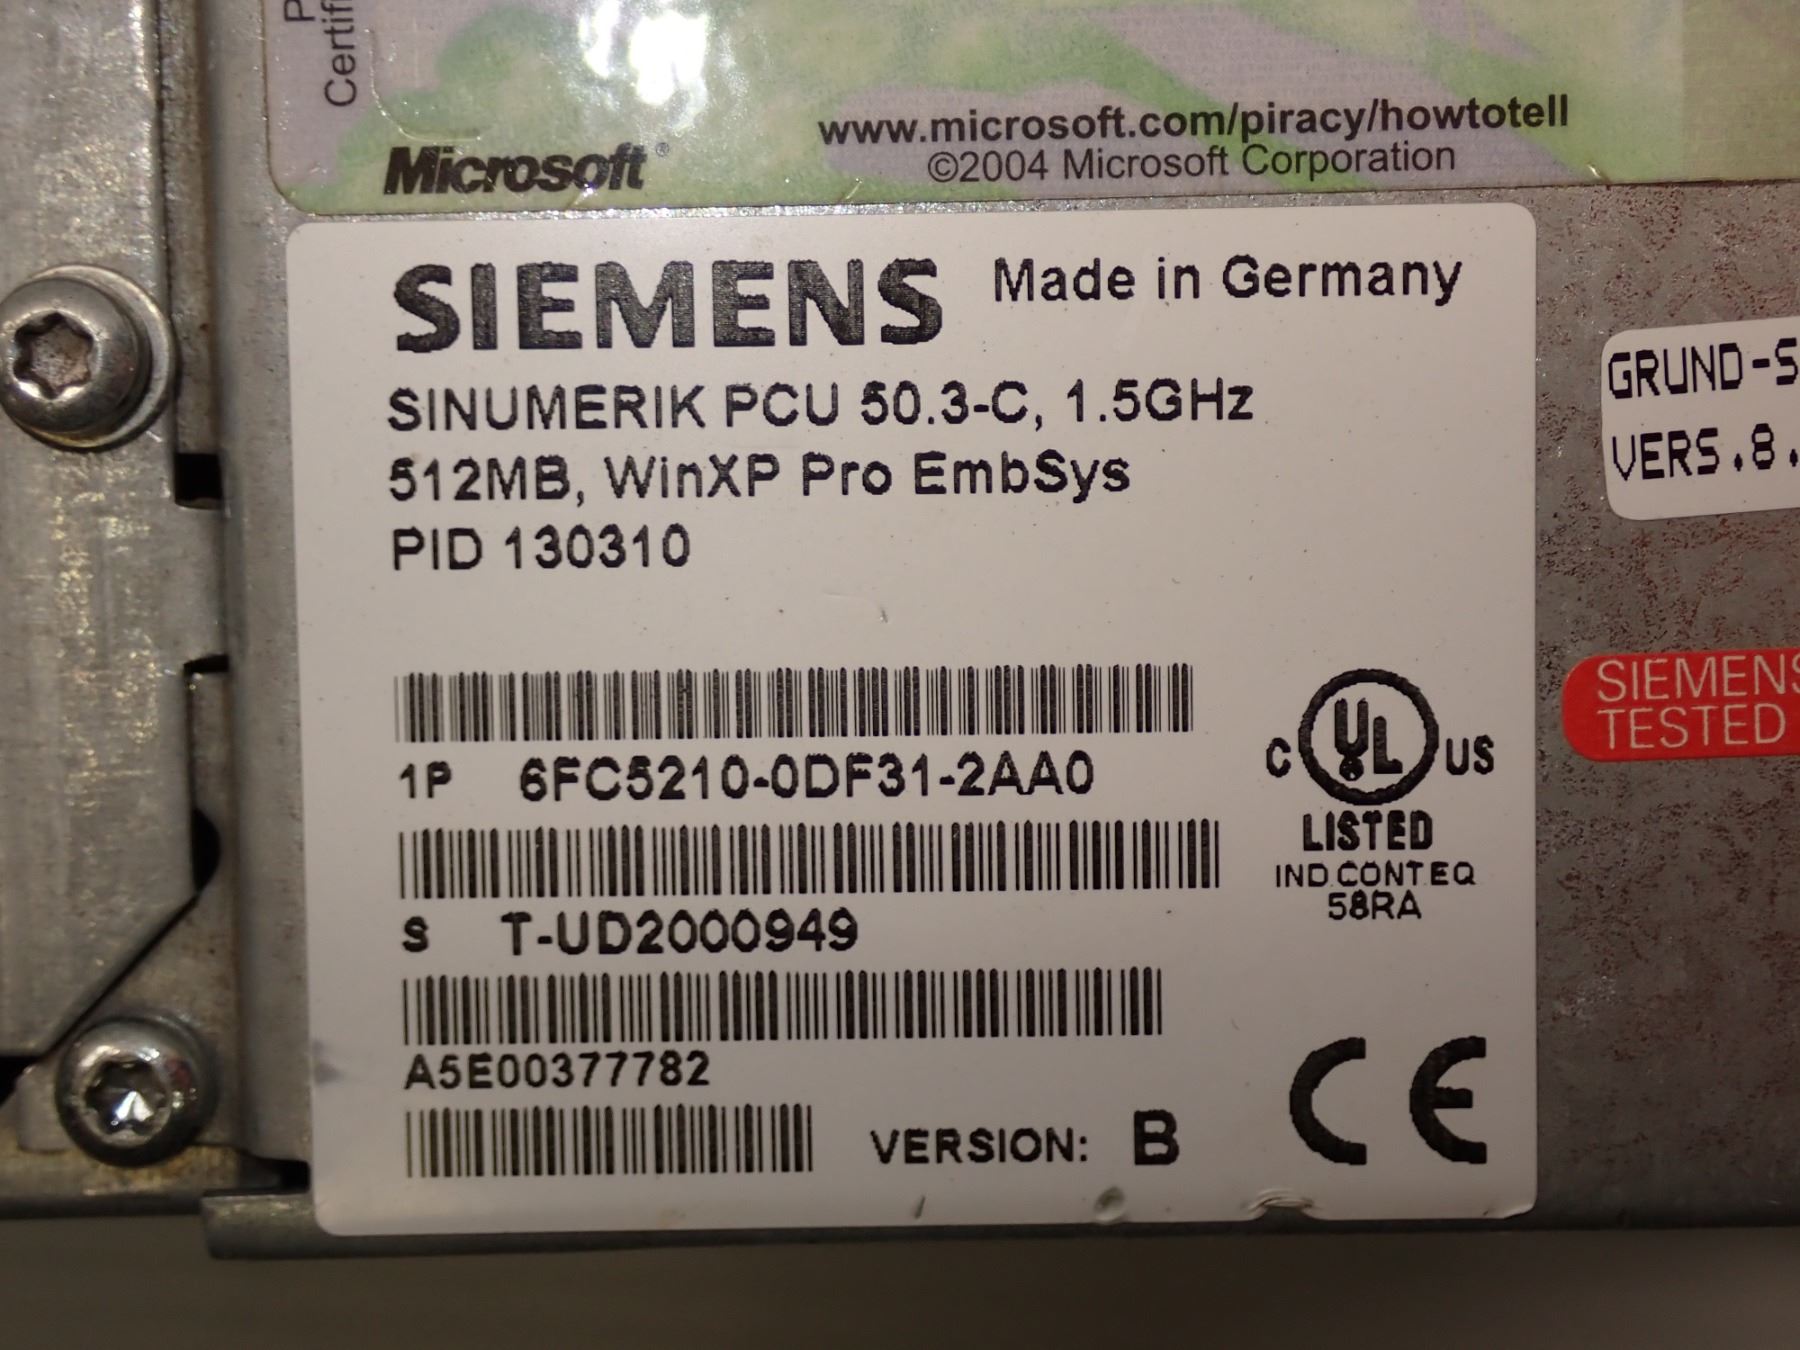 Certifi
Microsoft®
www.microsoft.com/piracy/howtotell
©2004 Microsoft Corporation
SIEMENS Made in Germany
SINUMERIK PCU 50.3-C, 1.5GHz
512MB, WinXP Pro EmbSys
PID 130310
1P 6FC5210-0DF31-2AA0
S T-UD2000949
A5E00377782
VERSION: B
C UL US
LISTED
IND.CONT.EQ
58RA
CE
GRUND-S
VERS.8.
SIEMENS
TESTED